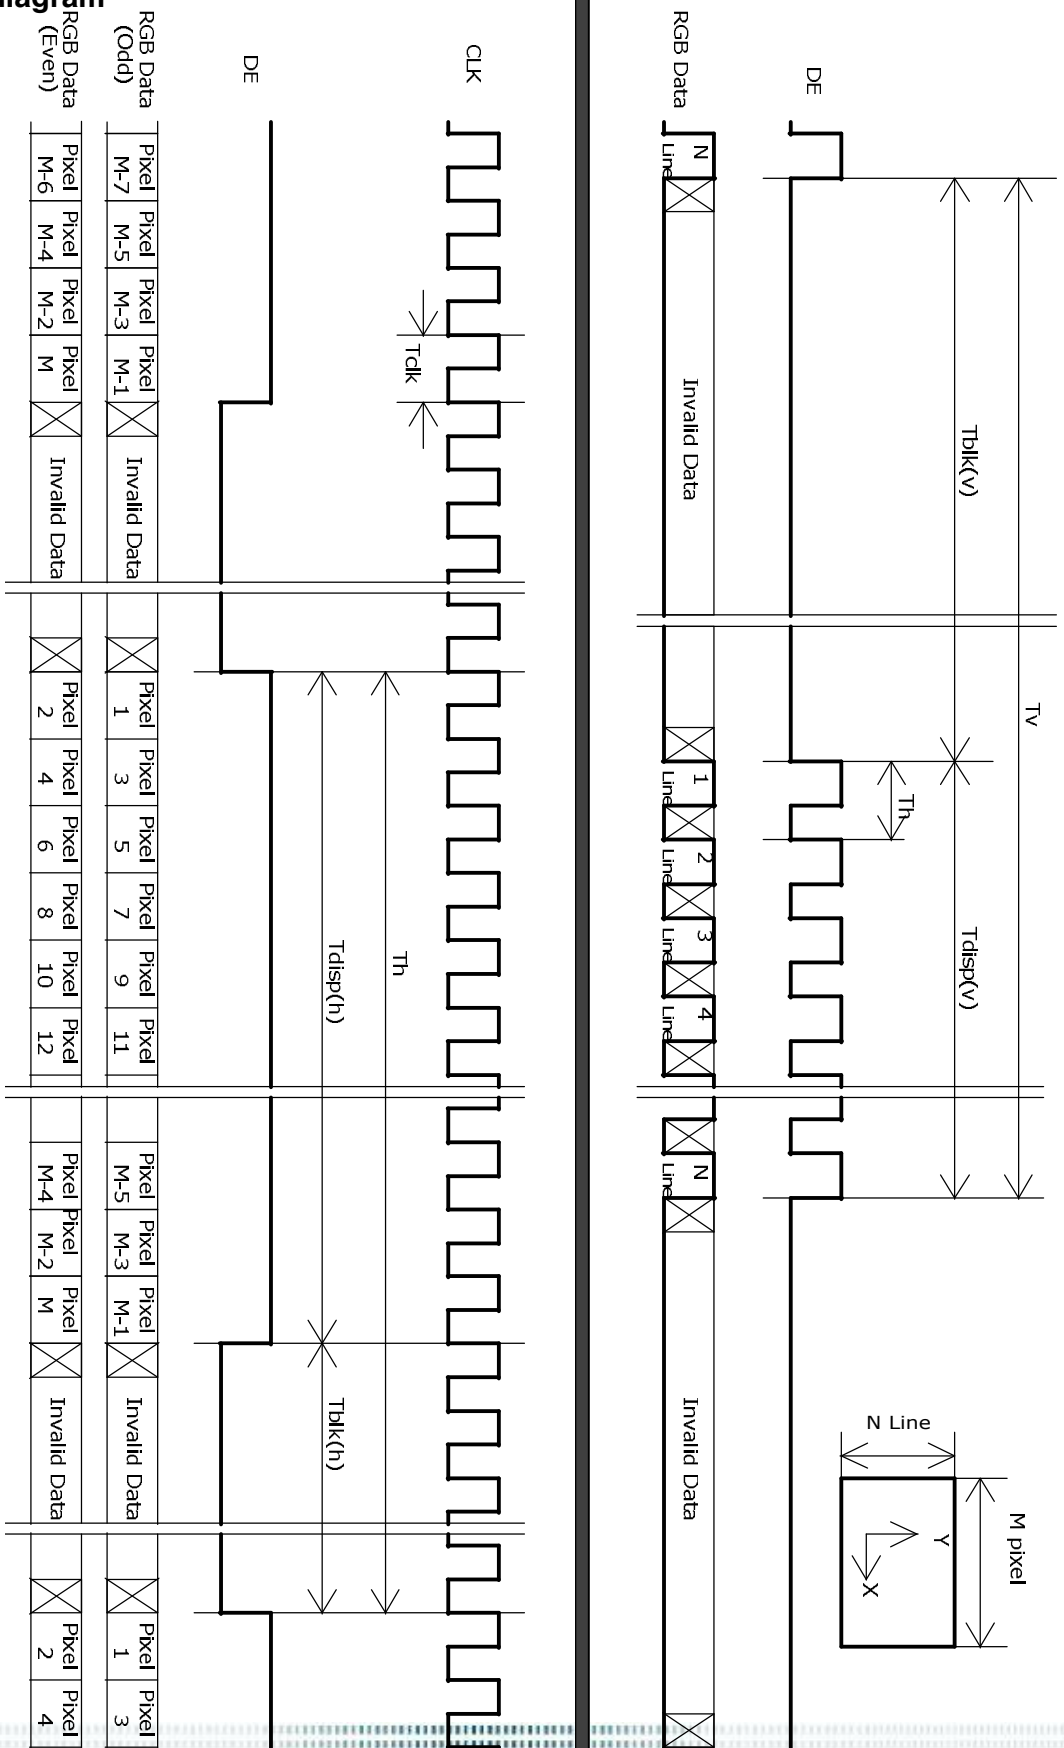 diagram
Tv
Tblk(v)
Tdisp(v)
Th
DE
RGB Data
N
Line
Invalid Data
1
Line
2
Line
3
Line
4
Line
N
Line
Invalid Data
M pixel
N Line
Y
X
CLK
Tclk
Th
Tdisp(h)
Tblk(h)
DE
RGB Data
(Odd)
Pixel Pixel Pixel Pixel
M-7 M-5 M-3 M-1
Invalid Data
Pixel Pixel Pixel Pixel Pixel Pixel
1 3 5 7 9 11
Pixel Pixel Pixel
M-5 M-3 M-1
Invalid Data
Pixel Pixel
1 3
RGB Data
(Even)
Pixel Pixel Pixel Pixel
M-6 M-4 M-2 M
Invalid Data
Pixel Pixel Pixel Pixel Pixel Pixel
2 4 6 8 10 12
Pixel Pixel Pixel
M-4 M-2 M
Invalid Data
Pixel Pixel
2 4